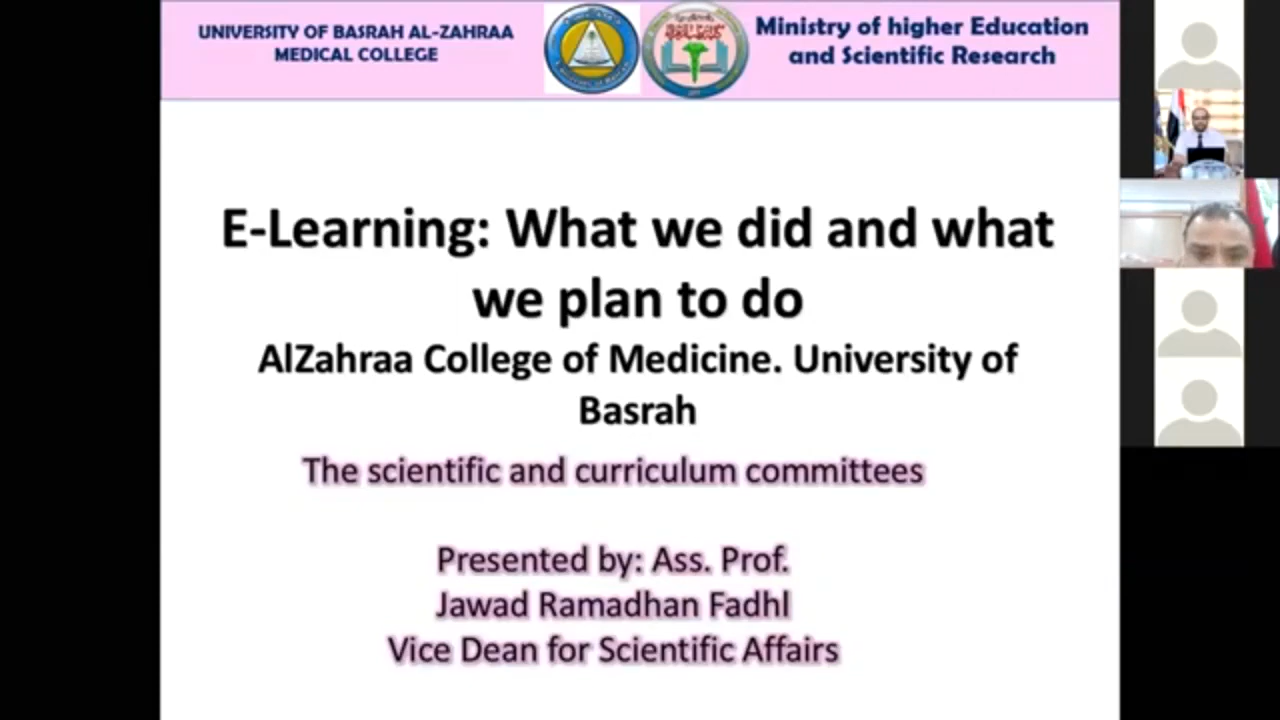 UNIVERSITY OF BASRAH AL-ZAHRAA
MEDICAL COLLEGE
Ministry of higher Education
and Scientific Research
E-Learning: What we did and what
we plan to do
AlZahraa College of Medicine. University of
Basrah
The scientific and curriculum committees
Presented by: Ass. Prof.
Jawad Ramadhan Fadhl
Vice Dean for Scientific Affairs